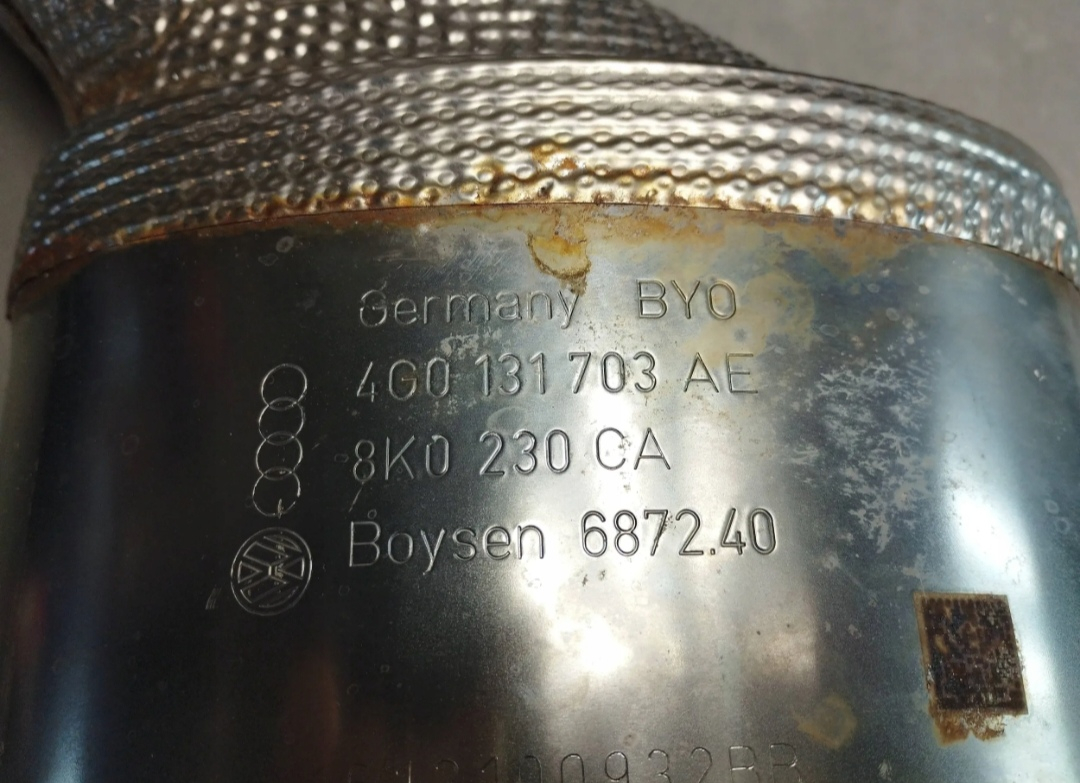 Germany BYO
4G0 131 703 AE
8K0 230 CA
Boysen 6872.40